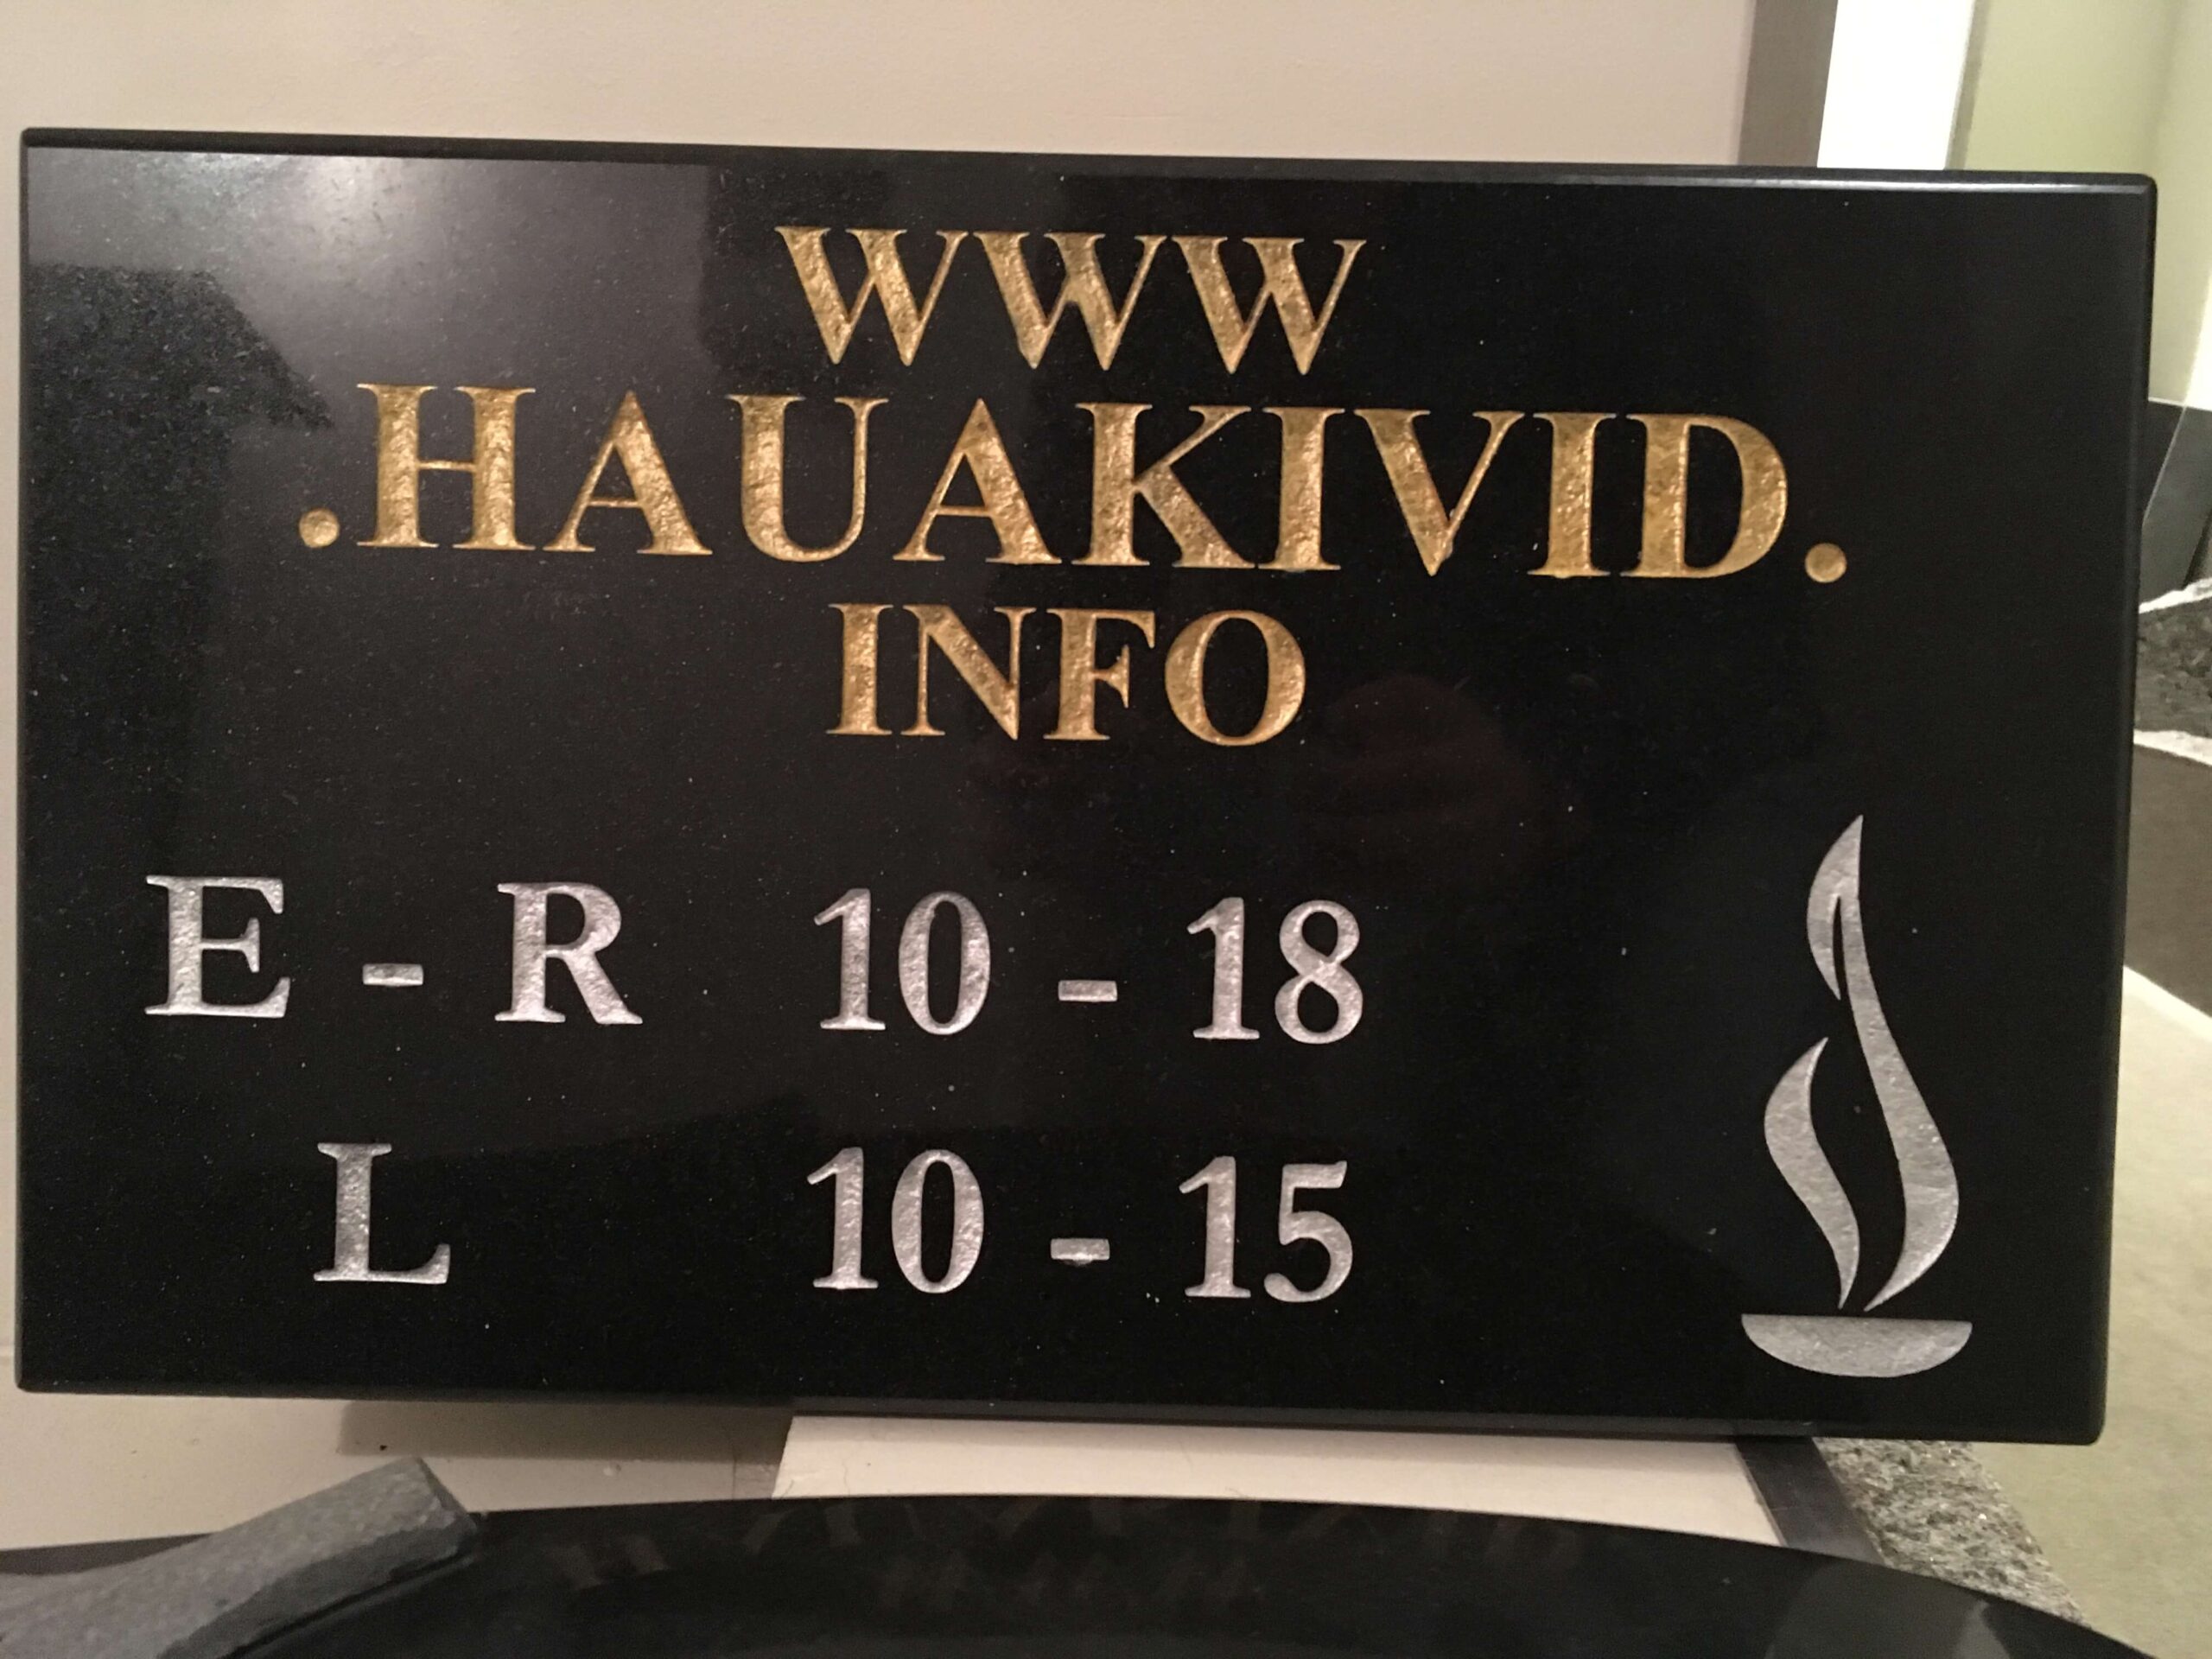 WWW
.HAUAKIVID.
INFO
E - R 10 - 18
L 10 - 15